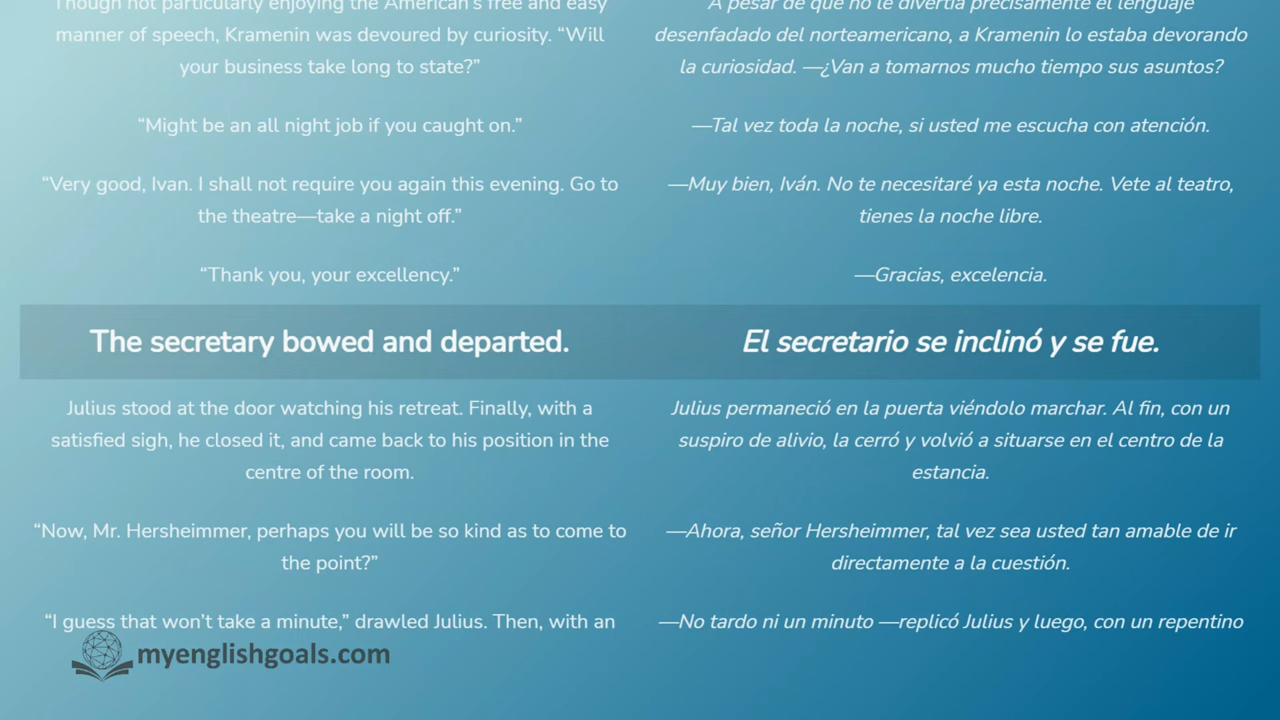 Though not particularly enjoying the American's free and easy
manner of speech, Kramenin was devoured by curiosity. “Will
your business take long to state?”
“Might be an all night job if you caught on.”
“Very good, Ivan. I shall not require you again this evening. Go to
the theatre—take a night off.”
“Thank you, your excellency.”
The secretary bowed and departed.
Julius stood at the door watching his retreat. Finally, with a
satisfied sigh, he closed it, and came back to his position in the
centre of the room.
“Now, Mr. Hersheimmer, perhaps you will be so kind as to come to
the point?”
“I guess that won’t take a minute,” drawled Julius. Then, with an
A pesar de que no le divertía precisamente el lenguaje
desenfadado del norteamericano, a Kramenin lo estaba devorando
la curiosidad. —¿Van a tomarnos mucho tiempo sus asuntos?
—Tal vez toda la noche, si usted me escucha con atención.
—Muy bien, Iván. No te necesitaré ya esta noche. Vete al teatro,
tienes la noche libre.
—Gracias, excelencia.
El secretario se inclinó y se fue.
Julius permaneció en la puerta viéndolo marchar. Al fin, con un
suspiro de alivio, la cerró y volvió a situarse en el centro de la
estancia.
—Ahora, señor Hersheimmer, tal vez sea usted tan amable de ir
directamente a la cuestión.
—No tardo ni un minuto —replicó Julius y luego, con un repentino
myenglishgoals.com